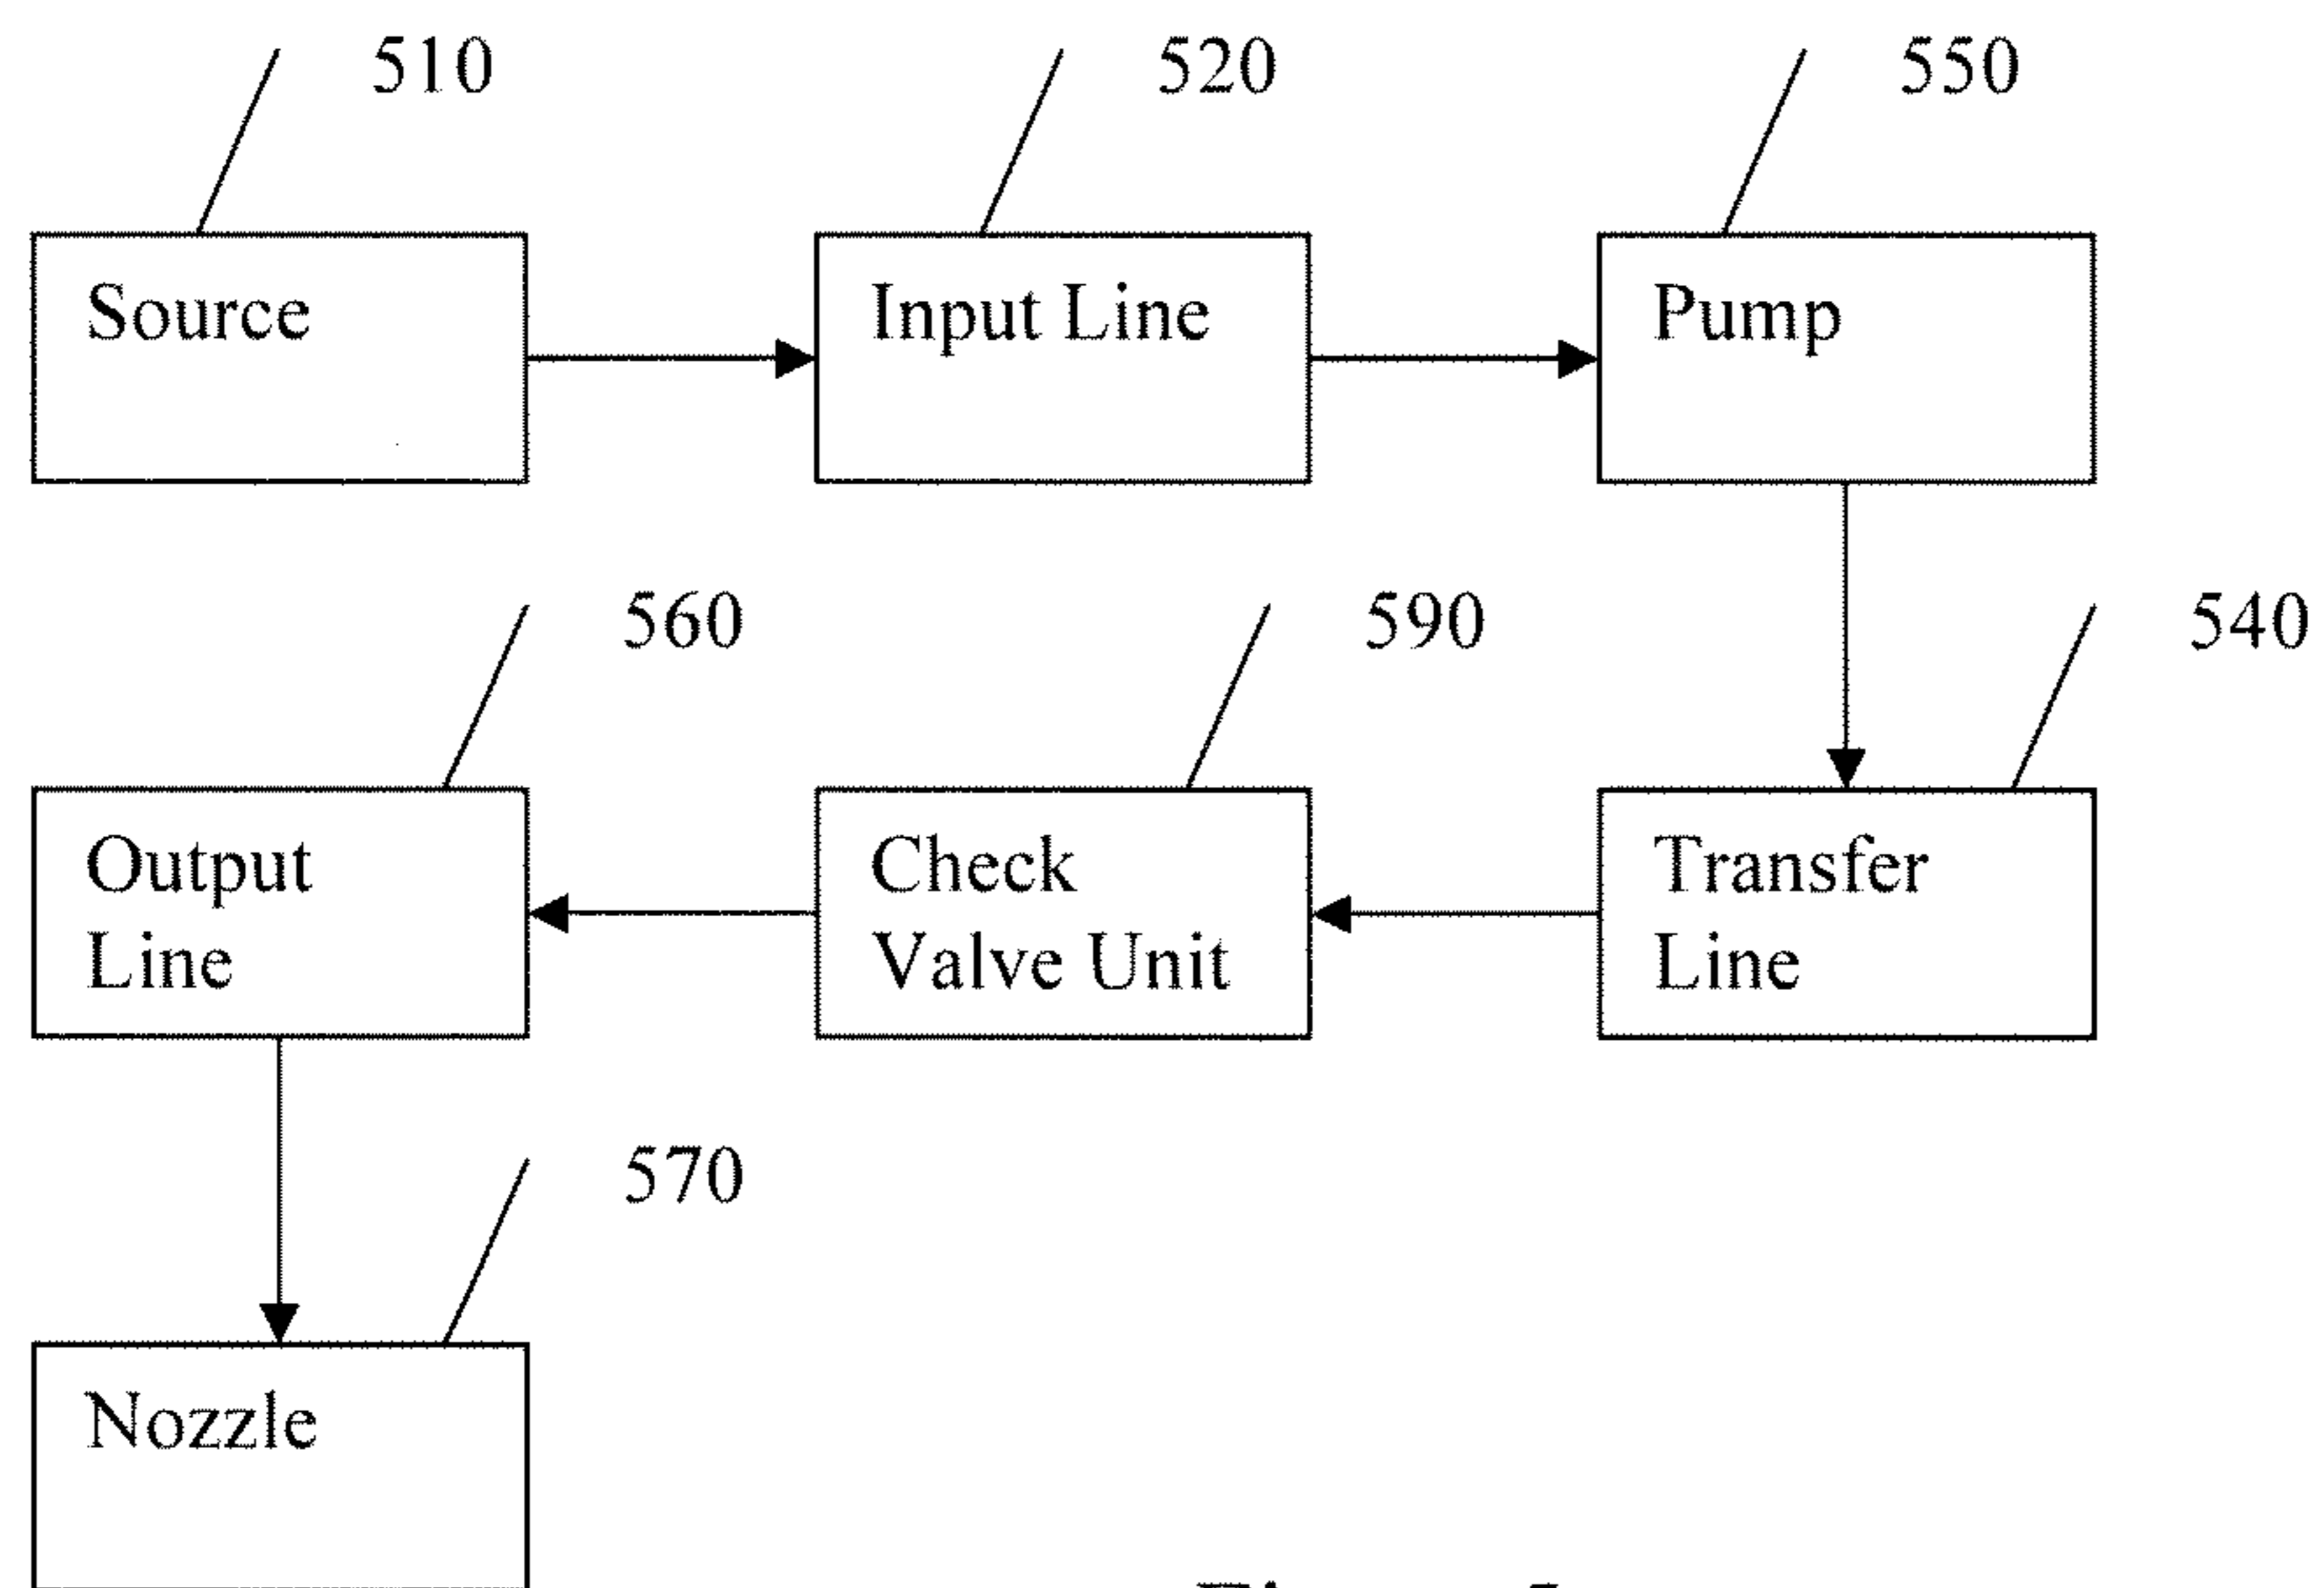 510
520
550
Source
Input Line
Pump
560
590
540
Output
Line
Check
Valve Unit
Transfer
Line
570
Nozzle